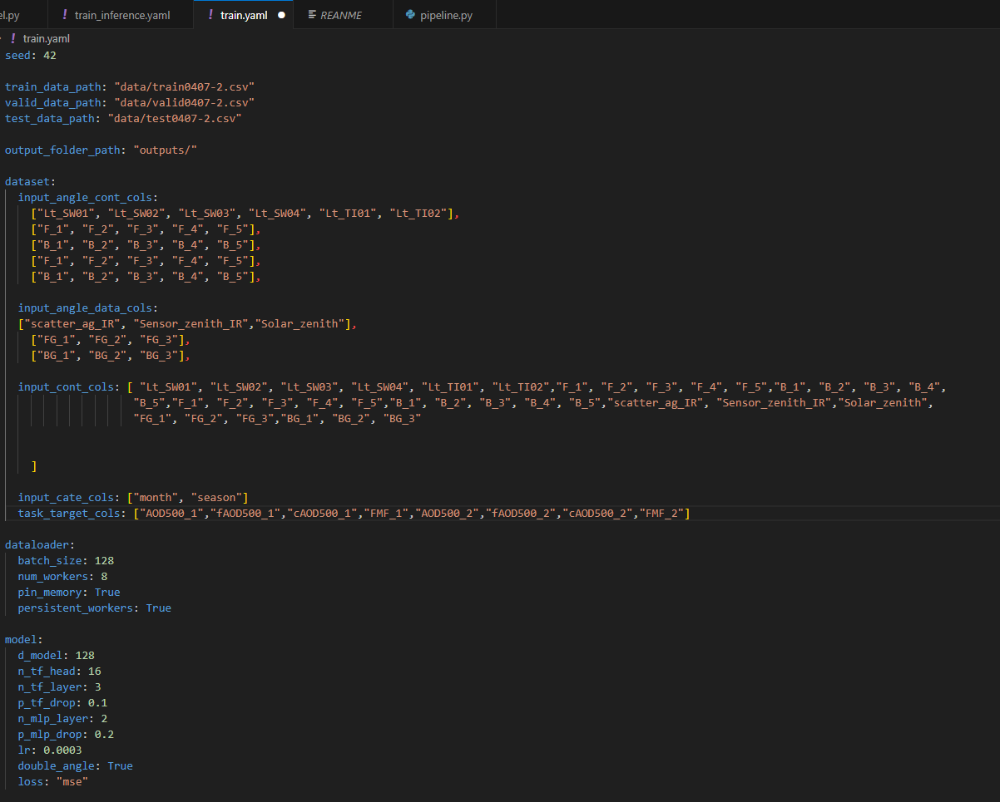 el.py ! train_inference.yaml ! train.yaml ● REANME pipeline.py
! train.yaml
seed: 42
train_data_path: "data/train0407-2.csv"
valid_data_path: "data/valid0407-2.csv"
test_data_path: "data/test0407-2.csv"
output_folder_path: "outputs/"
dataset:
input_angle_cont_cols:
["Lt_SW01", "Lt_SW02", "Lt_SW03", "Lt_SW04", "Lt_TI01", "Lt_TI02"],
["F_1", "F_2", "F_3", "F_4", "F_5"],
["B_1", "B_2", "B_3", "B_4", "B_5"],
["F_1", "F_2", "F_3", "F_4", "F_5"],
["B_1", "B_2", "B_3", "B_4", "B_5"],
input_angle_data_cols:
["scatter_ag_IR", "Sensor_zenith_IR","Solar_zenith"],
["FG_1", "FG_2", "FG_3"],
["BG_1", "BG_2", "BG_3"],
input_cont_cols: [ "Lt_SW01", "Lt_SW02", "Lt_SW03", "Lt_SW04", "Lt_TI01", "Lt_TI02","F_1", "F_2", "F_3", "F_4", "F_5","B_1", "B_2", "B_3", "B_4",
"B_5","F_1", "F_2", "F_3", "F_4", "F_5","B_1", "B_2", "B_3", "B_4", "B_5","scatter_ag_IR", "Sensor_zenith_IR","Solar_zenith",
"FG_1", "FG_2", "FG_3","BG_1", "BG_2", "BG_3"
]
input_cate_cols: ["month", "season"]
task_target_cols: ["AOD500_1","fAOD500_1","cAOD500_1","FMF_1","AOD500_2","fAOD500_2","cAOD500_2","FMF_2"]
dataloader:
batch_size: 128
num_workers: 8
pin_memory: True
persistent_workers: True
model:
d_model: 128
n_tf_head: 16
n_tf_layer: 3
p_tf_drop: 0.1
n_mlp_layer: 2
p_mlp_drop: 0.2
lr: 0.0003
double_angle: True
loss: "mse"